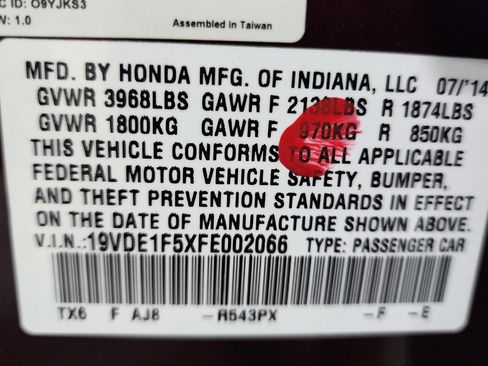 C ID: O9YJKS3
W: 1.0
Assembled in Taiwan
MFD. BY HONDA MFG. OF INDIANA, LLC 07/'14
GVWR 3968LBS GAWR F 2138LBS R 1874LBS
GVWR 1800KG GAWR F 970KG R 850KG
THIS VEHICLE CONFORMS TO ALL APPLICABLE
FEDERAL MOTOR VEHICLE SAFETY, BUMPER,
AND THEFT PREVENTION STANDARDS IN EFFECT
ON THE DATE OF MANUFACTURE SHOWN ABOVE.
V.I.N.:19VDE1F5XFE002066 TYPE: PASSENGER CAR
TX6 F AJ8 -R543PX -F -E